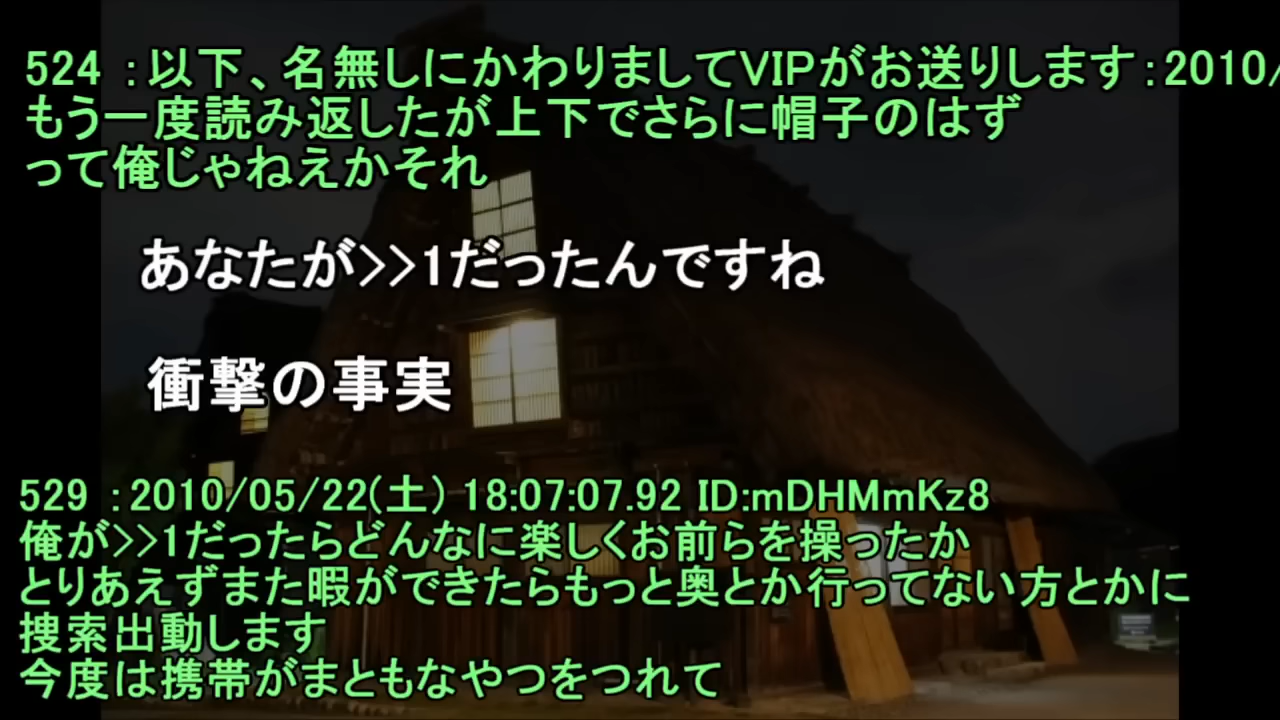 524 ：以下、名無しにかわりましてVIPがお送りします：2010/
もう一度読み返したが上下でさらに帽子のはず
って俺じゃねえかそれ
あなたが>>1だったんですね
衝撃の事実
529 ：2010/05/22(土) 18:07:07.92 ID:mDHMmKz8
俺が>>1だったらどんなに楽しくお前らを操ったか
とりあえずまた暇ができたらもっと奥とか行ってない方とかに
捜索出動します
今度は携帯がまともなやつをつれて